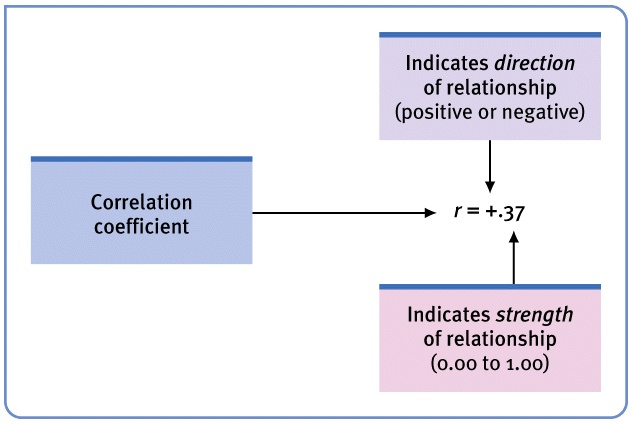 Indicates direction
of relationship
(positive or negative)
Correlation
coefficient
r = +.37
Indicates strength
of relationship
(0.00 to 1.00)